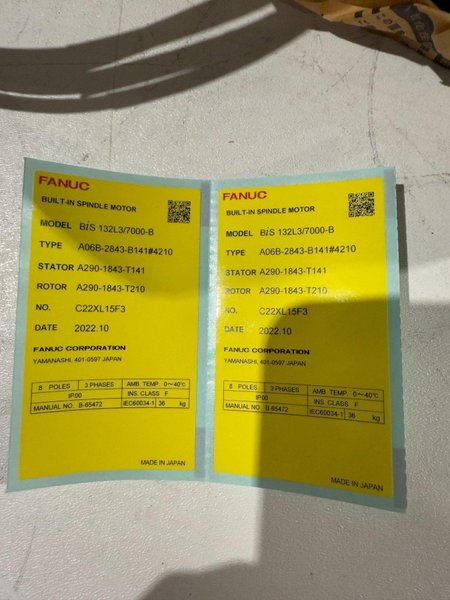 FANUC
BUILT-IN SPINDLE MOTOR
MODEL BiS 132L3/7000-B
TYPE A06B-2843-B141#4210
STATOR A290-1843-T141
ROTOR A290-1843-T210
NO. C22XL15F3
DATE 2022.10
FANUC CORPORATION
YAMANASHI, 401-0597 JAPAN
8 POLES 3 PHASES AMB. TEMP. 0~40℃
IP00 INS. CLASS F
MANUAL NO. B-65472 IEC60034-1 36 kg
MADE IN JAPAN
FANUC
BUILT-IN SPINDLE MOTOR
MODEL BiS 132L3/7000-B
TYPE A06B-2843-B141#4210
STATOR A290-1843-T141
ROTOR A290-1843-T210
NO. C22XL15F3
DATE 2022.10
FANUC CORPORATION
YAMANASHI, 401-0597 JAPAN
8 POLES 3 PHASES AMB. TEMP. 0~40℃
IP00 INS. CLASS F
MANUAL NO. B-65472 IEC60034-1 36 kg
MADE IN JAPAN